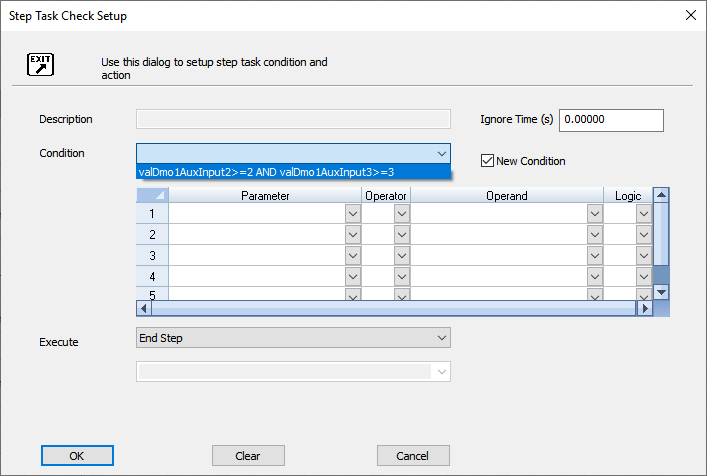 Step Task Check Setup
EXIT
Use this dialog to setup step task condition and
action
Description
Ignore Time (s) 0.00000
Condition
New Condition
valDmo1AuxInput2>=2 AND valDmo1AuxInput3>=3
Parameter Operator Operand Logic
1
2
3
4
5
Execute End Step
OK Clear Cancel